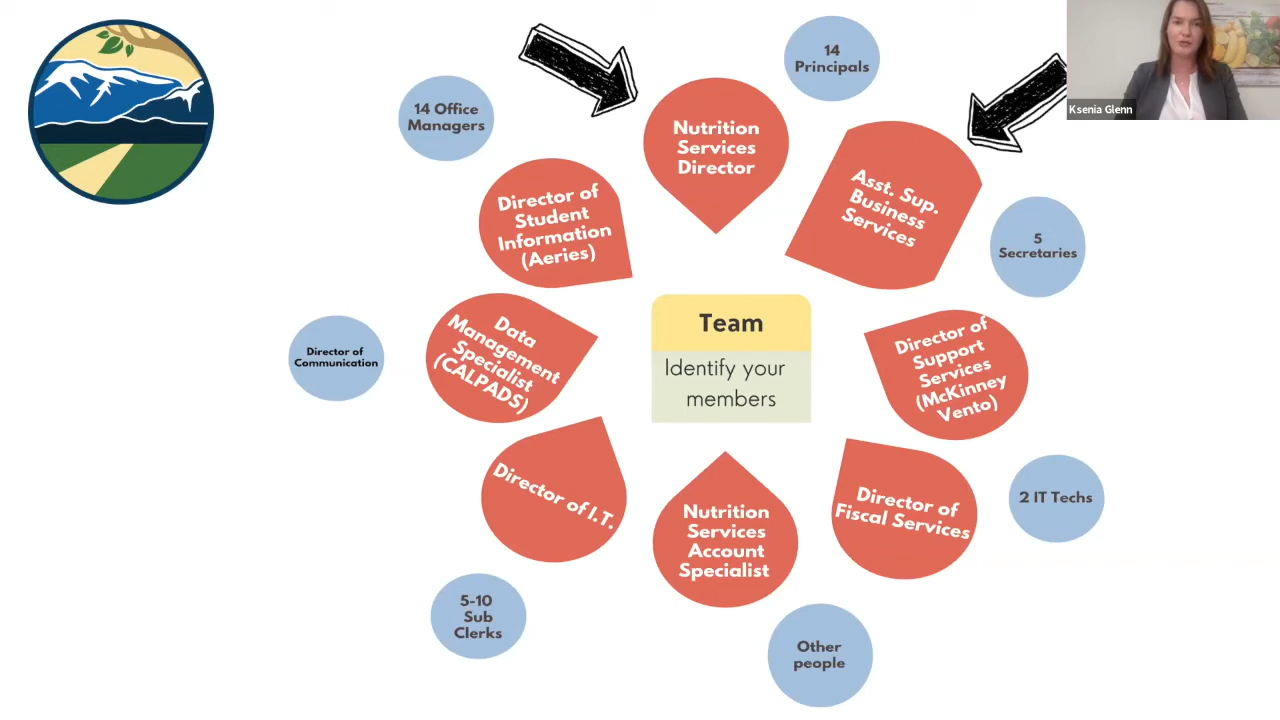 14
Principals
Ksenia Glenn
14 Office
Managers
Nutrition
Services
Director
Asst. Sup.
Business
Services
Director of
Student
Information
(Aeries)
5
Secretaries
Team
Identify your
members
Data
Management
Specialist
(CALPADS)
Director of
Communication
Director of
Support
Services
(McKinney
Vento)
Director of I.T.
Nutrition
Services
Account
Specialist
Director of
Fiscal Services
2 IT Techs
5-10
Sub
Clerks
Other
people